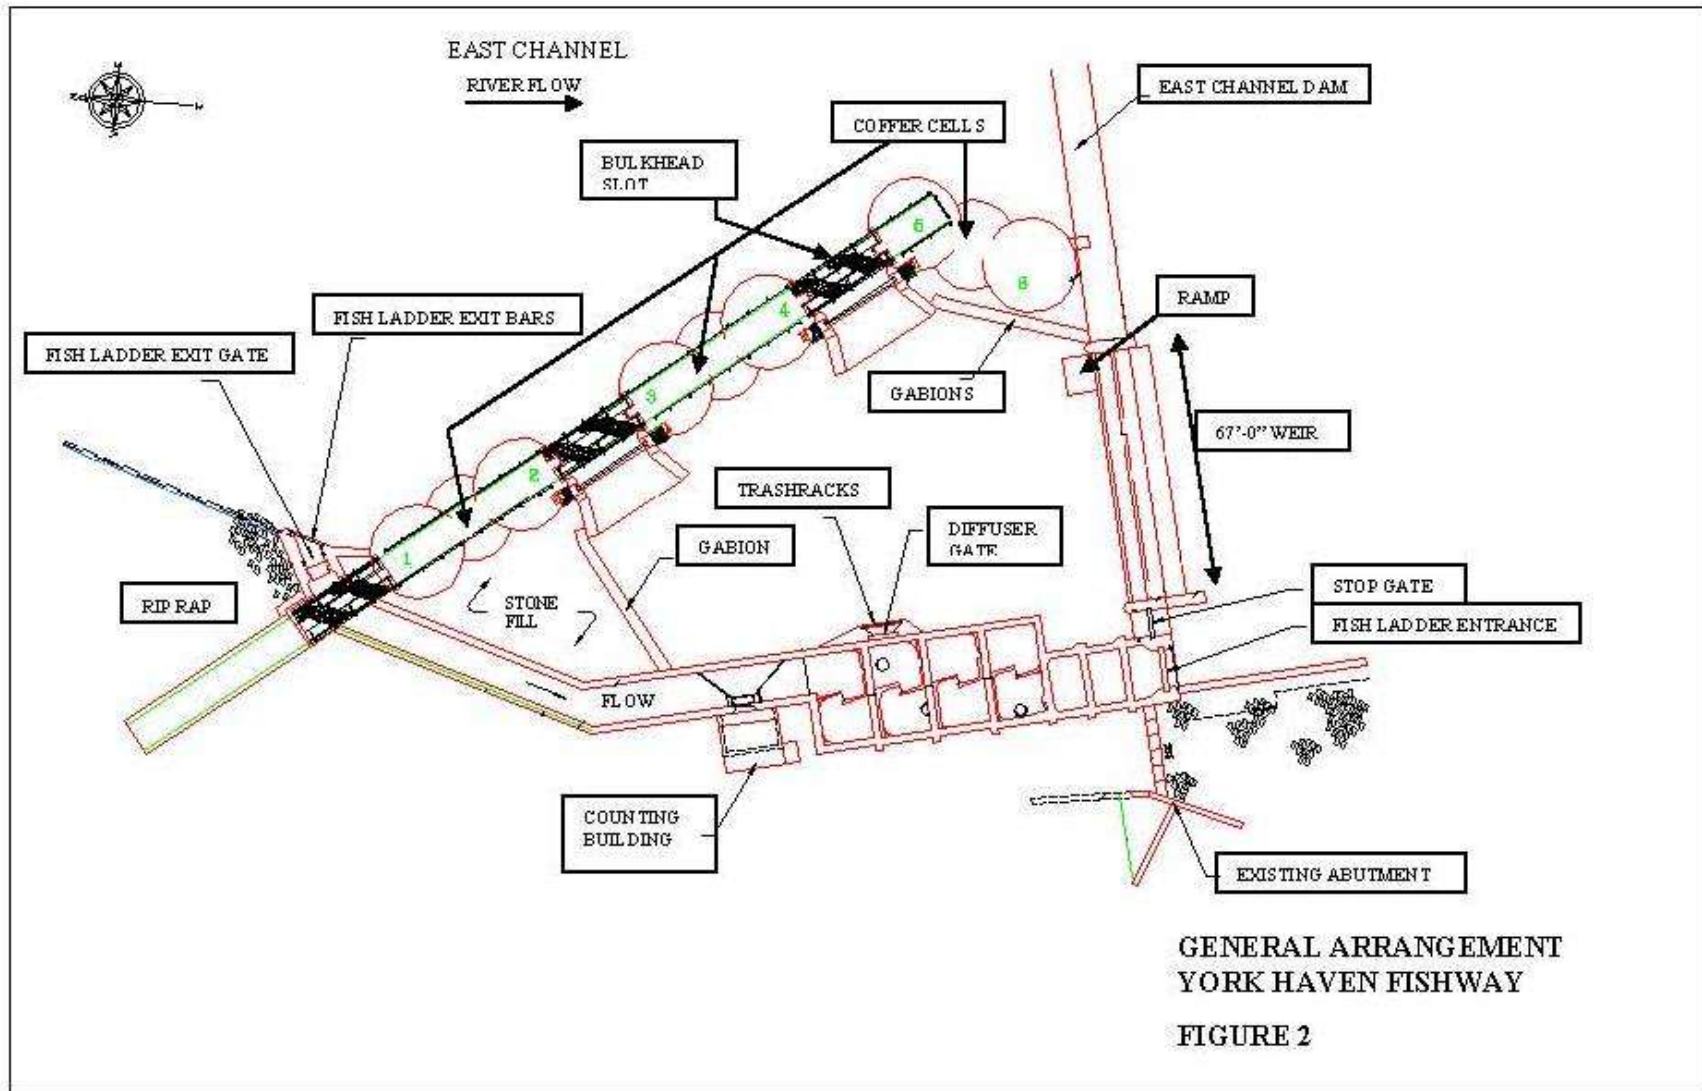 EAST CHANNEL
RIVER FLOW
EAST CHANNEL DAM
COFFER CELLS
BULKHEAD
SLOT
5
6
4
3
2
1
RAMP
FISH LADDER EXIT BARS
FISH LADDER EXIT GATE
GABIONS
67'-0" WEIR
TRASHRACKS
DIFFUSER
GATE
GABION
STOP GATE
RIP RAP
STONE
FILL
FISH LADDER ENTRANCE
FLOW
COUNTING
BUILDING
EXISTING ABUTMENT
GENERAL ARRANGEMENT
YORK HAVEN FISHWAY
FIGURE 2